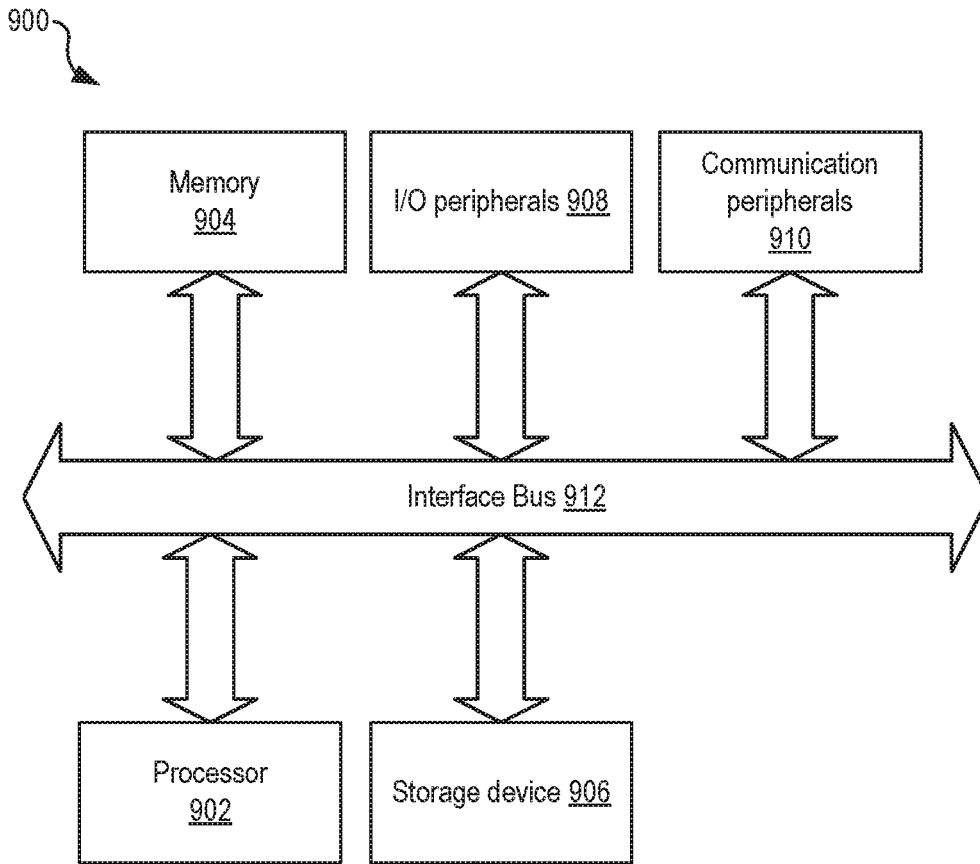 900
Memory
904
I/O peripherals 908
Communication
peripherals
910
Interface Bus 912
Processor
902
Storage device 906